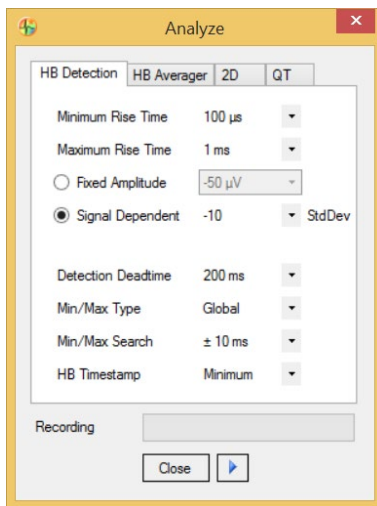 Analyze
HB Detection HB Averager 2D QT
Minimum Rise Time 100 µs
Maximum Rise Time 1 ms
Fixed Amplitude -50 µV
Signal Dependent -10 StdDev
Detection Deadtime 200 ms
Min/Max Type Global
Min/Max Search ± 10 ms
HB Timestamp Minimum
Recording
Close